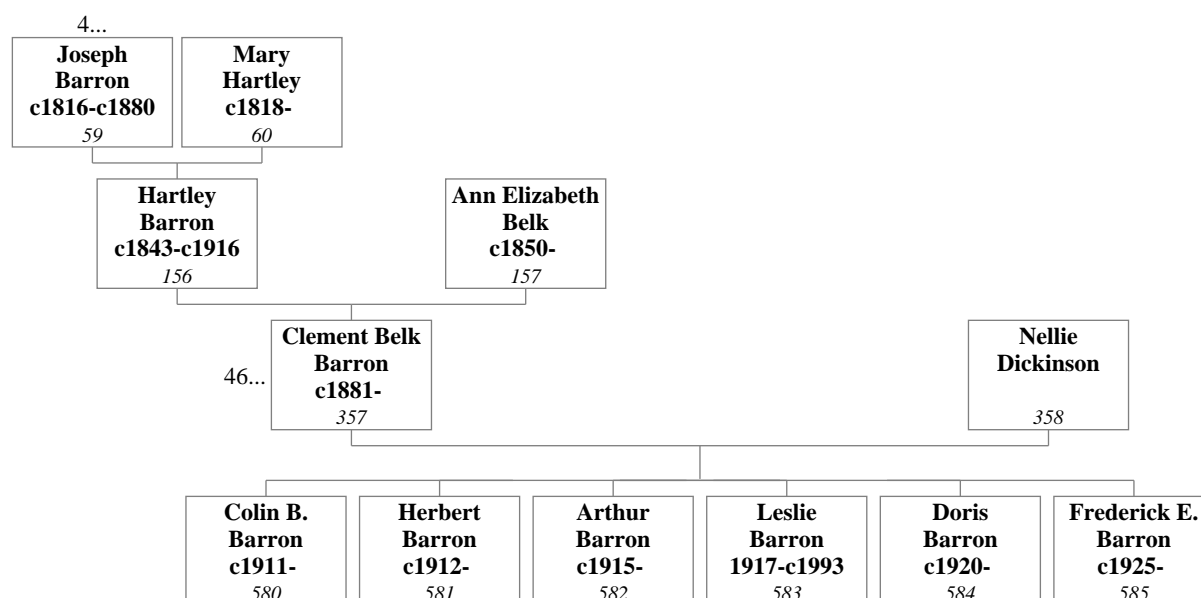 4...
Joseph
Barron
c1816-c1880
59
Mary
Hartley
c1818-
60
Hartley
Barron
c1843-c1916
156
Ann Elizabeth
Belk
c1850-
157
46...
Clement Belk
Barron
c1881-
357
Nellie
Dickinson
358
Colin B.
Barron
c1911-
580
Herbert
Barron
c1912-
581
Arthur
Barron
c1915-
582
Leslie
Barron
1917-c1993
583
Doris
Barron
c1920-
584
Frederick E.
Barron
c1925-
585